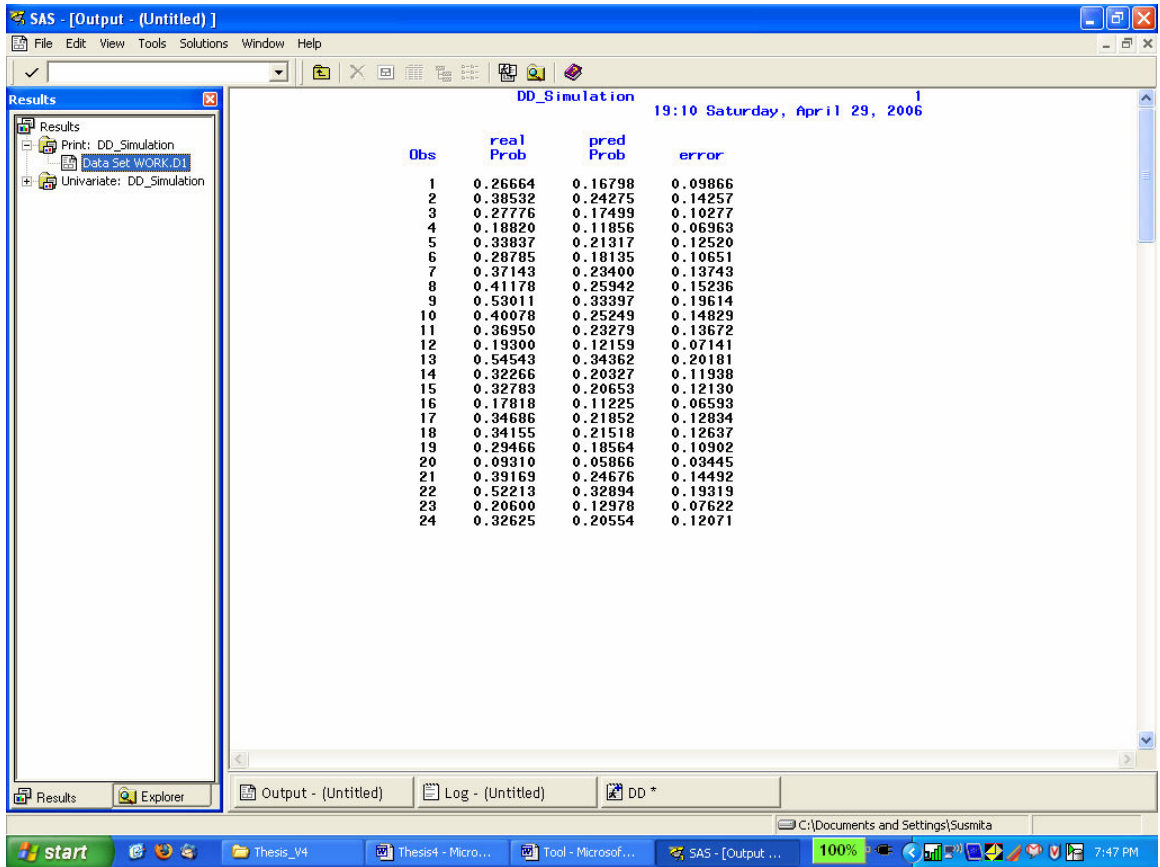 SAS - [Output - (Untitled) ]
File Edit View Tools Solutions Window Help
Results
Results
Print: DD_Simulation
Data Set WORK.D1
Univariate: DD_Simulation
DD_Simulation 1
19:10 Saturday, April 29, 2006
real pred
Obs Prob Prob error
1 0.26664 0.16798 0.09866
2 0.38532 0.24275 0.14257
3 0.27776 0.17499 0.10277
4 0.18820 0.11856 0.06963
5 0.33837 0.21317 0.12520
6 0.28785 0.18135 0.10651
7 0.37143 0.23400 0.13743
8 0.41178 0.25942 0.15236
9 0.53011 0.33397 0.19614
10 0.40078 0.25249 0.14829
11 0.36950 0.23279 0.13672
12 0.19300 0.12159 0.07141
13 0.54543 0.34362 0.20181
14 0.32266 0.20327 0.11938
15 0.32783 0.20653 0.12130
16 0.17818 0.11225 0.06593
17 0.34686 0.21852 0.12834
18 0.34155 0.21518 0.12637
19 0.29466 0.18564 0.10902
20 0.09310 0.05866 0.03445
21 0.39169 0.24676 0.14492
22 0.52213 0.32894 0.19319
23 0.20600 0.12978 0.07622
24 0.32625 0.20554 0.12071
Results Explorer
Output - (Untitled) Log - (Untitled) DD *
C:\Documents and Settings\Susmita
start Thesis_V4 Thesis4 - Micro... Tool - Microsof... SAS - [Output ... 100% 7:47 PM